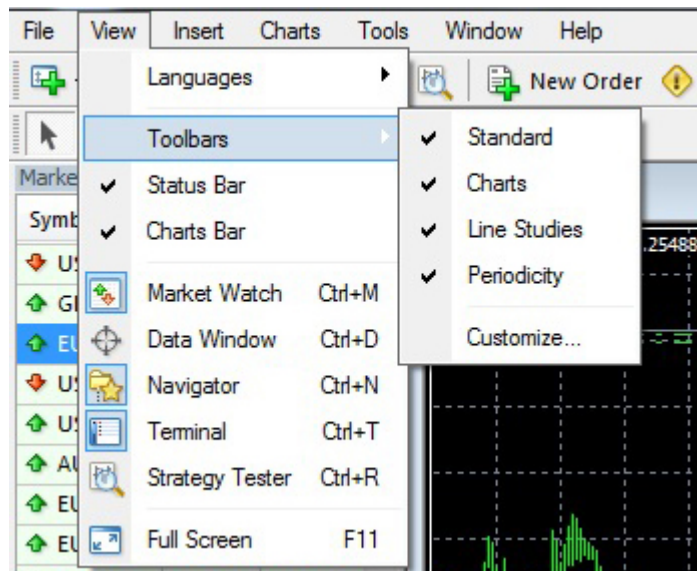 File View Insert Charts Tools Window Help
New Order
Languages
Toolbars
Status Bar
Charts Bar
Market Watch Ctrl+M
Data Window Ctrl+D
Navigator Ctrl+N
Terminal Ctrl+T
Strategy Tester Ctrl+R
Full Screen F11
Standard
Charts
Line Studies
Periodicity
Customize...
Marke
Symb
.25488